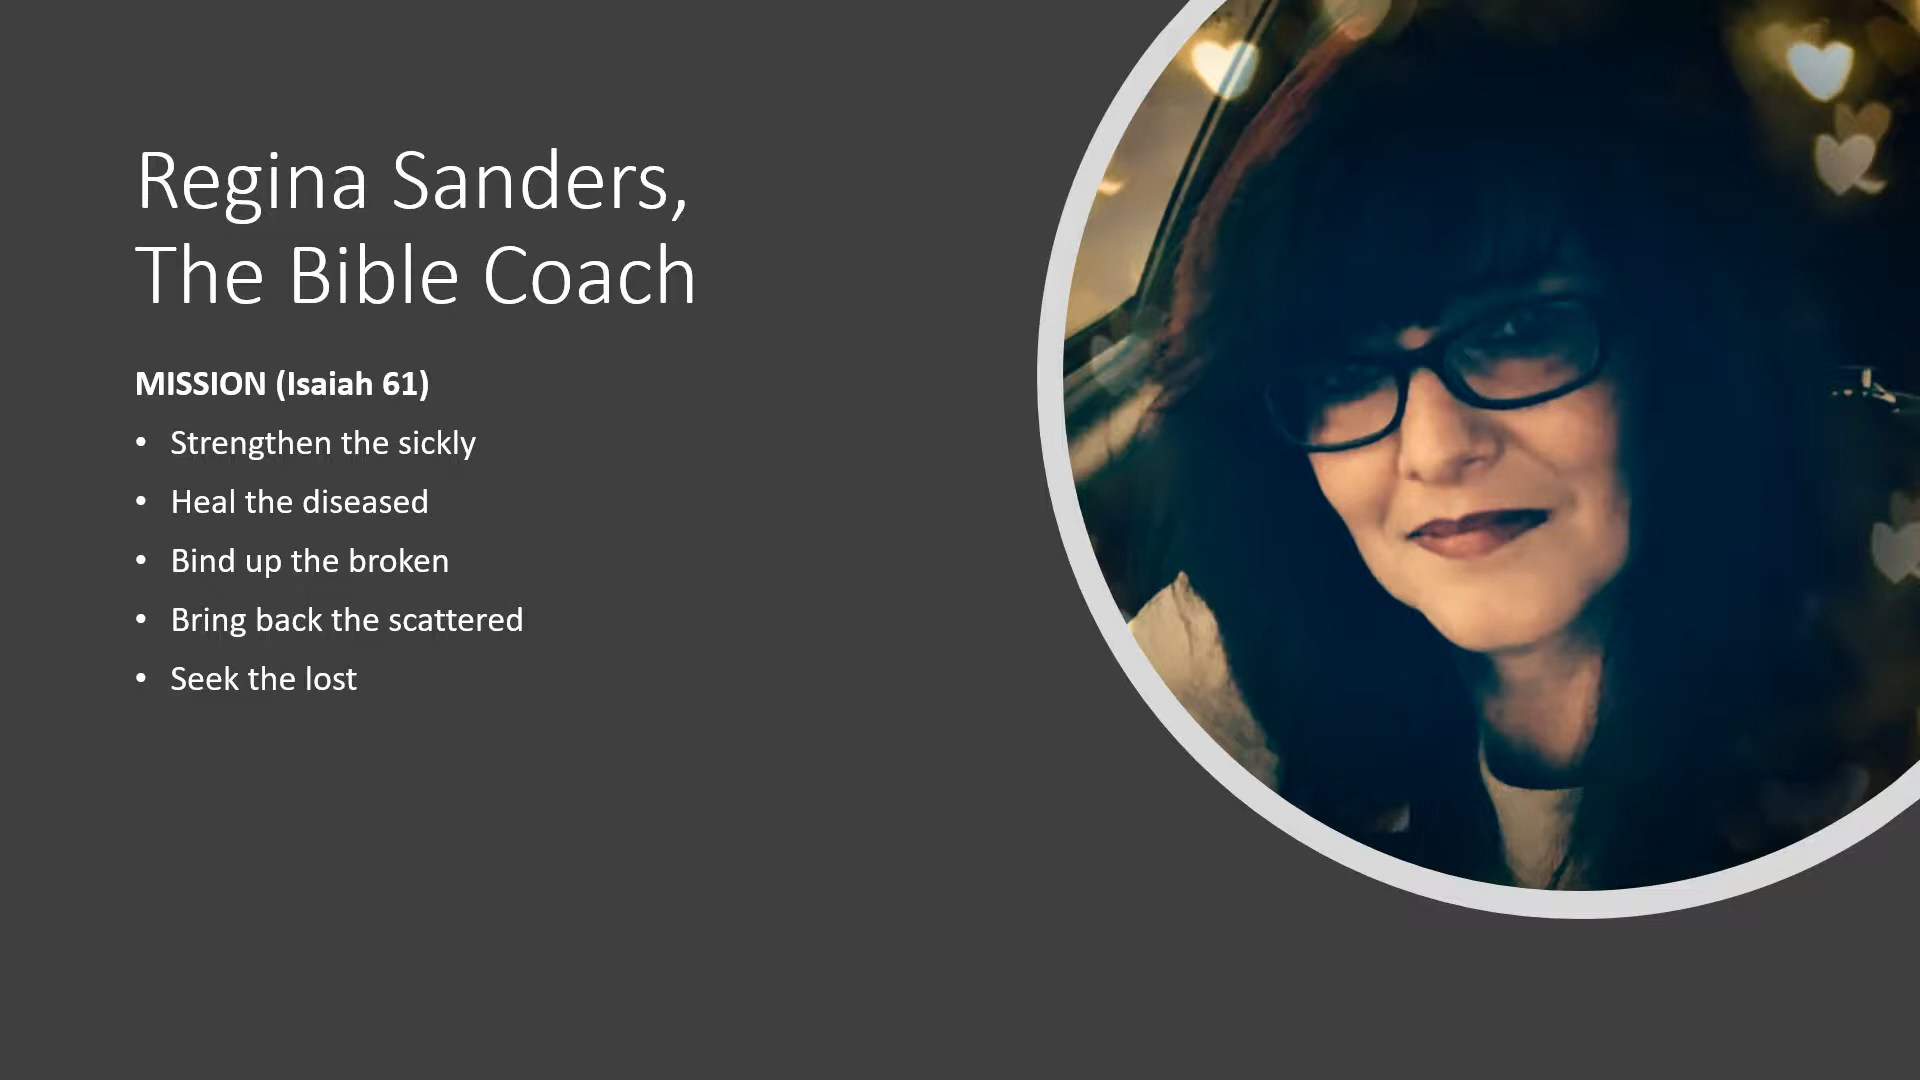 Regina Sanders,
The Bible Coach
MISSION (Isaiah 61)
• Strengthen the sickly
• Heal the diseased
• Bind up the broken
• Bring back the scattered
• Seek the lost